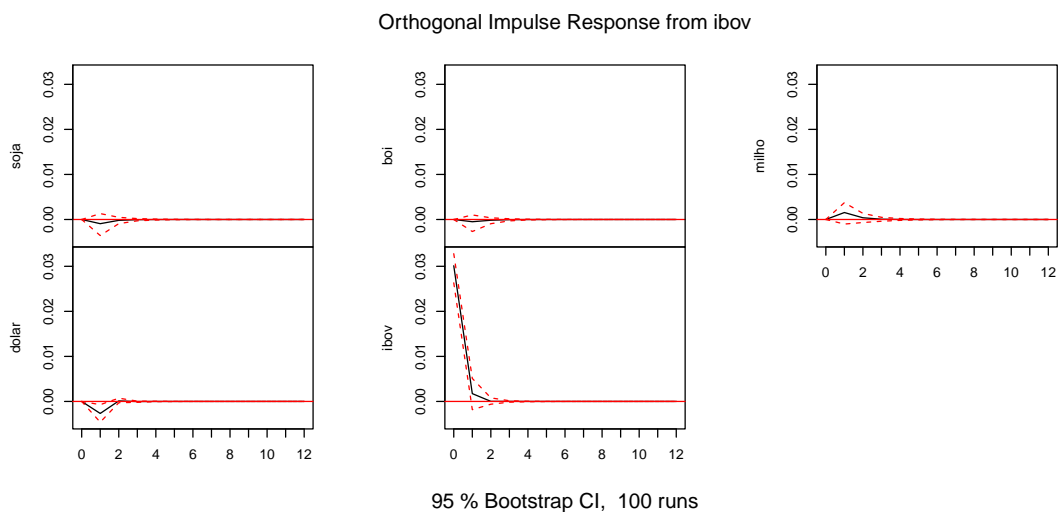 Orthogonal Impulse Response from ibov
soja
0.00 0.01 0.02 0.03
boi
0.00 0.01 0.02 0.03
milho
0.00 0.01 0.02 0.03
0 2 4 6 8 10 12
dolar
0.00 0.01 0.02 0.03
0 2 4 6 8 10 12
ibov
0.00 0.01 0.02 0.03
0 2 4 6 8 10 12
95 % Bootstrap CI, 100 runs